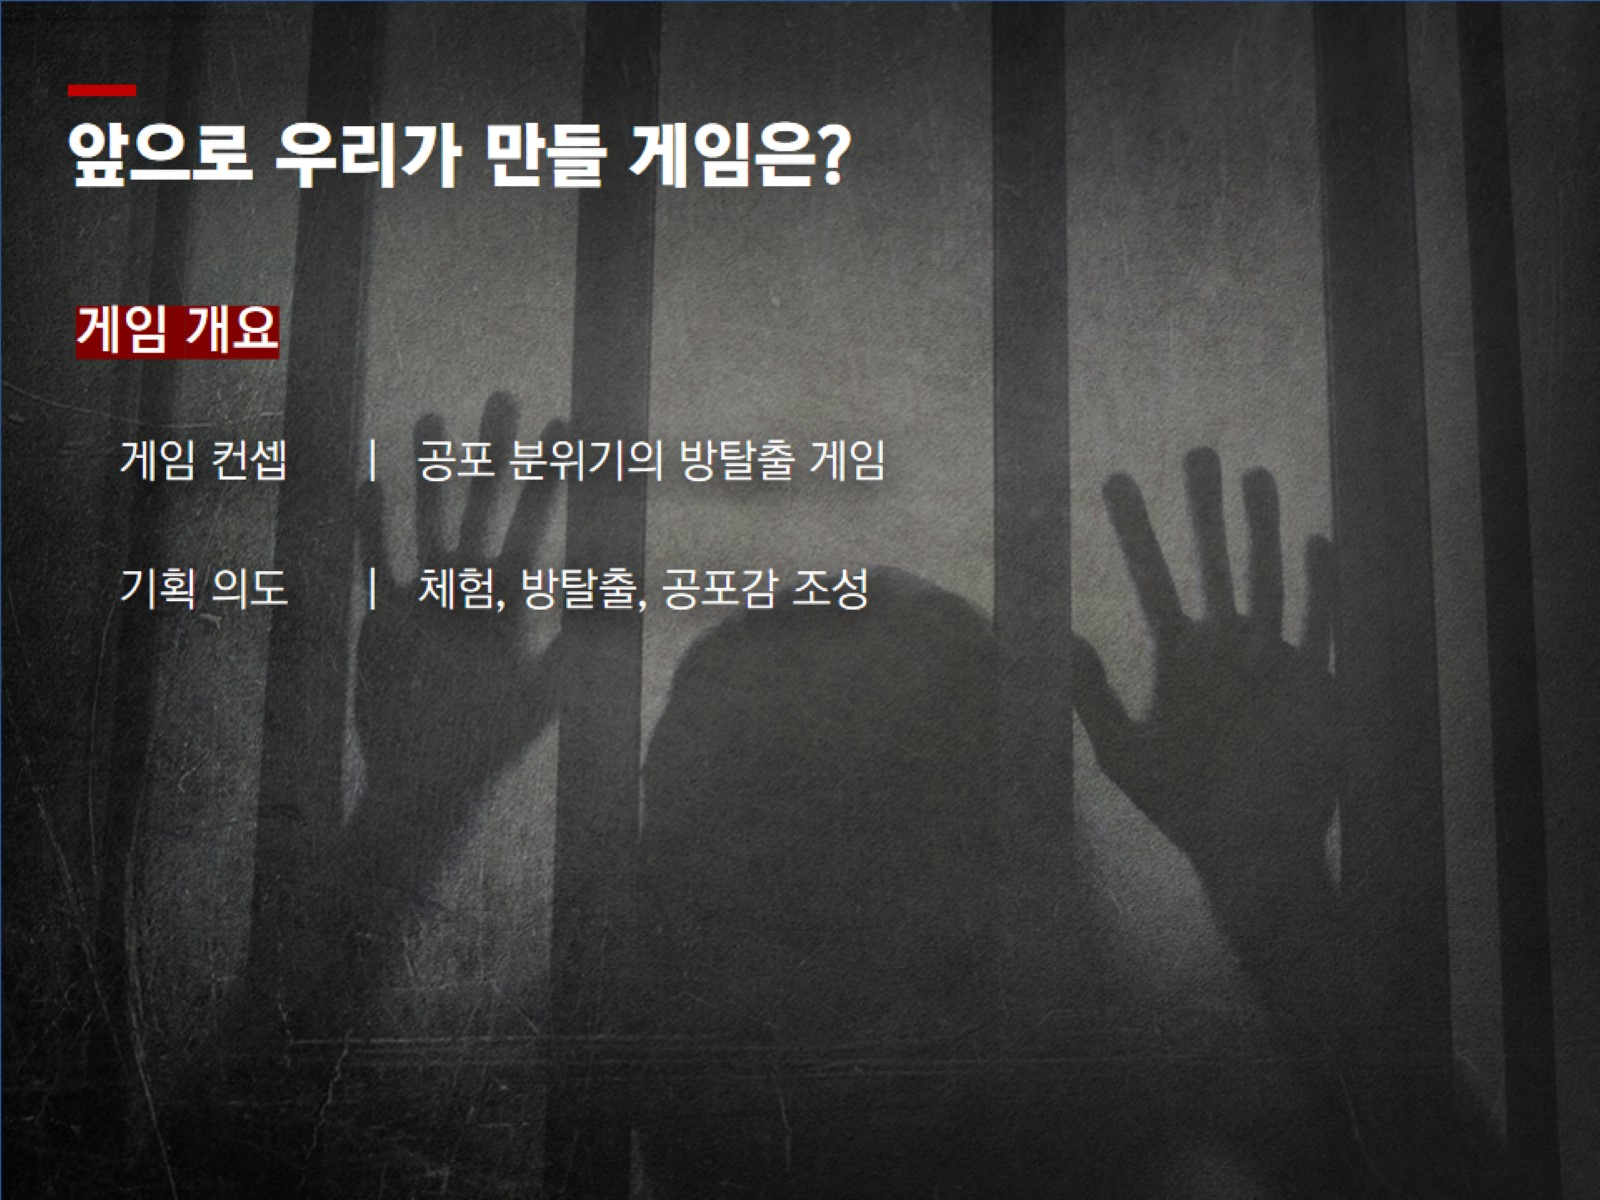 앞으로 우리가 만들 게임은?
게임 개요
게임 컨셉 | 공포 분위기의 방탈출 게임
기획 의도 | 체험, 방탈출, 공포감 조성